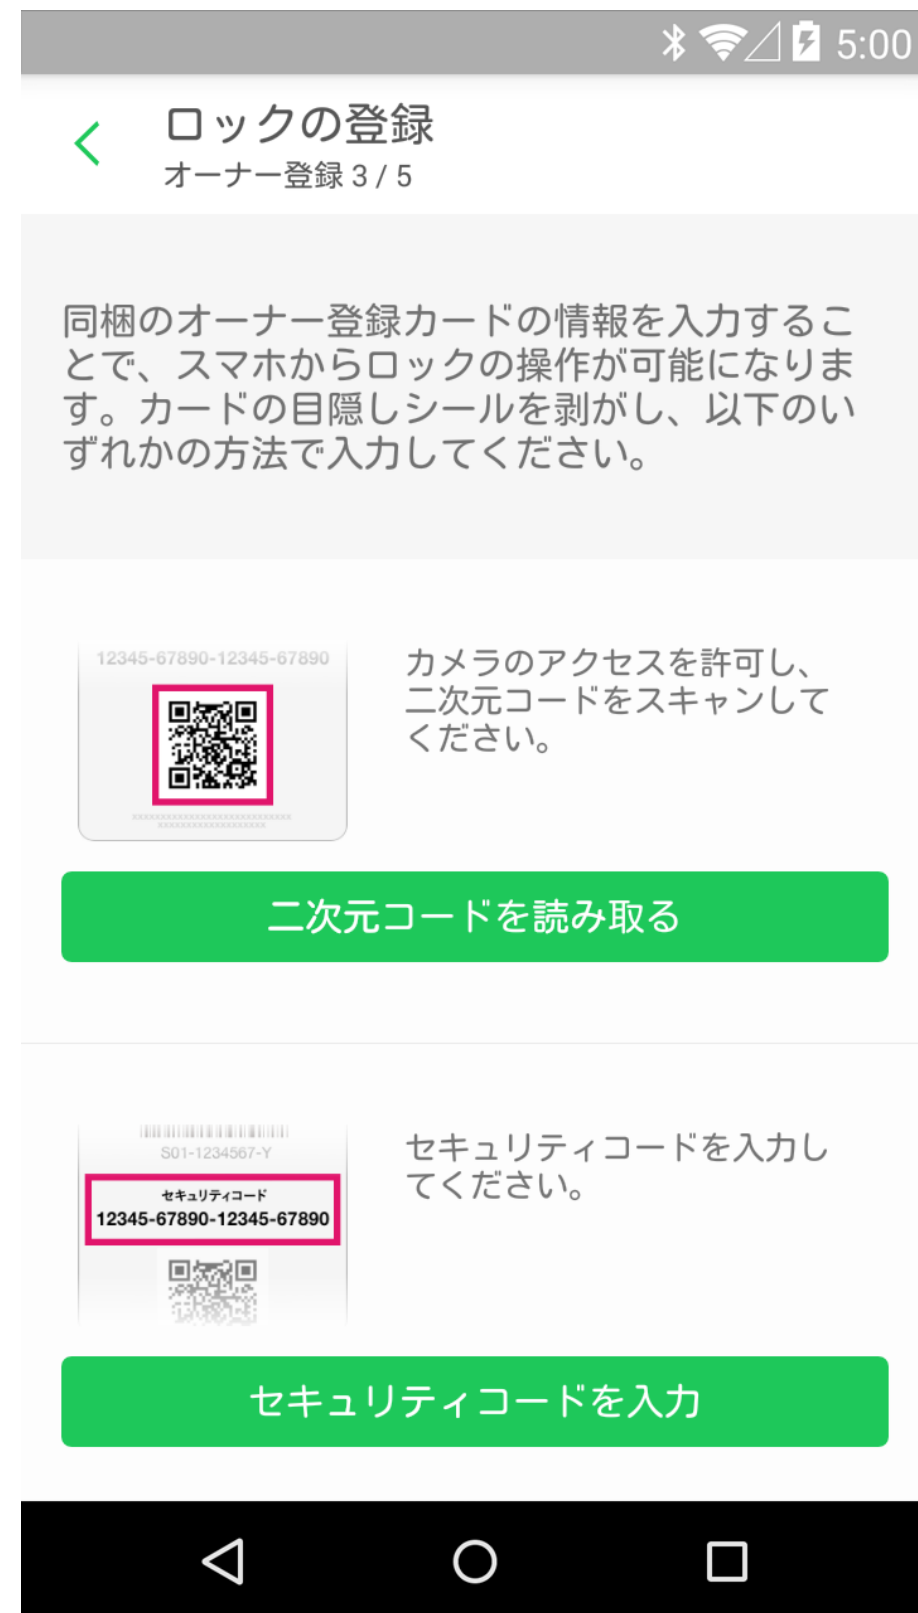 5:00
ロックの登録
オーナー登録 3 / 5
同梱のオーナー登録カードの情報を入力するこ
とで、スマホからロックの操作が可能になりま
す。カードの目隠しシールを剥がし、以下のい
ずれかの方法で入力してください。
12345-67890-12345-67890
カメラのアクセスを許可し、
二次元コードをスキャンして
ください。
xxxxxxxxxxxxxxxxxxxxxxxxxxxx
xxxxxxxxxxxxxxxxxxx
二次元コードを読み取る
S01-1234567-Y
セキュリティコード
12345-67890-12345-67890
セキュリティコードを入力し
てください。
セキュリティコードを入力